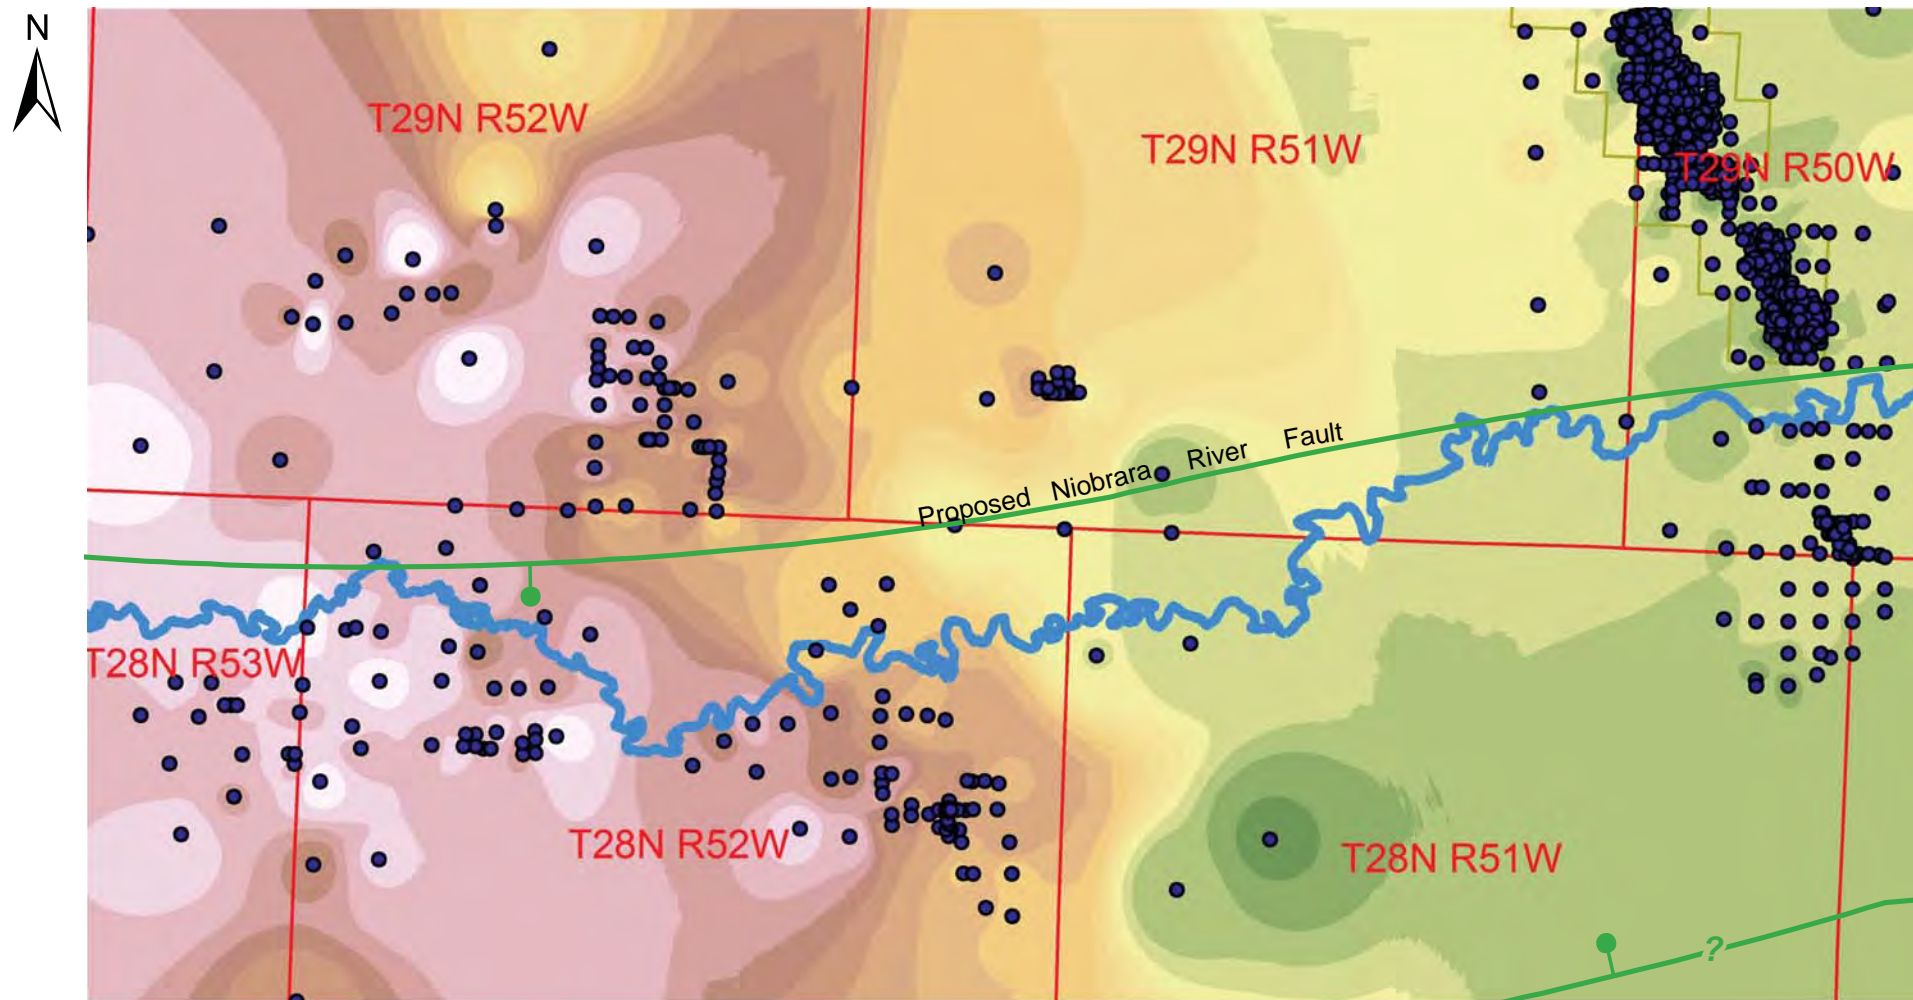 N
T29N R52W
T29N R51W
T29N R50W
Proposed Niobrara River Fault
T28N R53W
T28N R52W
T28N R51W
?